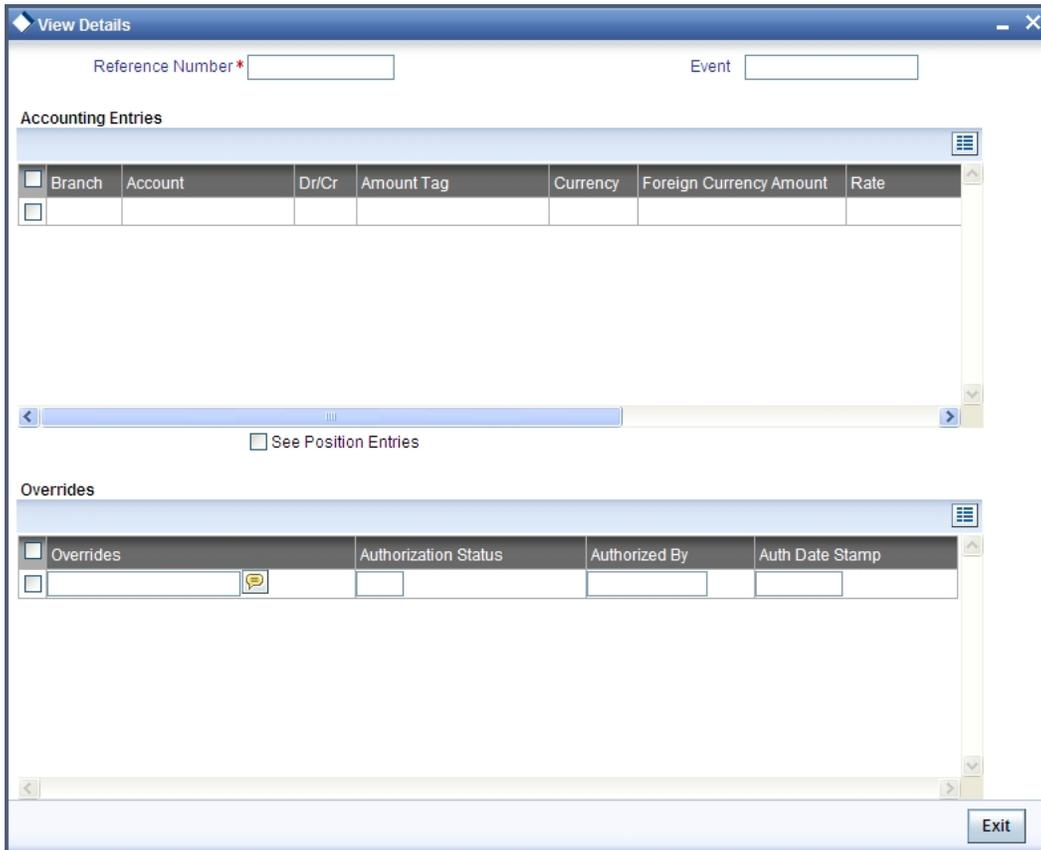 View Details
Reference Number * Event
Accounting Entries
Branch Account Dr/Cr Amount Tag Currency Foreign Currency Amount Rate
See Position Entries
Overrides
Overrides Authorization Status Authorized By Auth Date Stamp
Exit